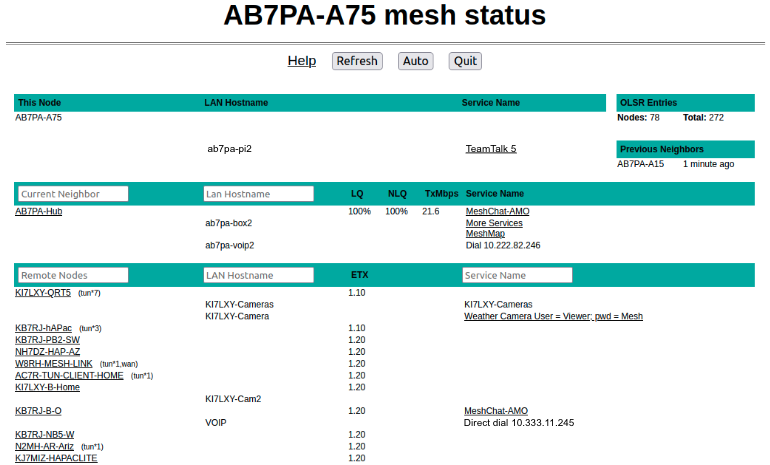 AB7PA-A75 mesh status
Help Refresh Auto Quit
This Node LAN Hostname Service Name OLSR Entries
AB7PA-A75 Nodes: 78 Total: 272
ab7pa-pi2 TeamTalk 5 Previous Neighbors
AB7PA-A15 1 minute ago
Current Neighbor LAN Hostname LQ NLQ TxMbps Service Name
AB7PA-Hub 100% 100% 21.6 MeshChat-AMO
ab7pa-box2 More Services
MeshMap
ab7pa-voip2 Dial 10.222.82.246
Remote Nodes LAN Hostname ETX Service Name
KI7LXY-QRT5 (tun*7) 1.10
KI7LXY-Cameras KI7LXY-Cameras
KI7LXY-Camera Weather Camera User = Viewer; pwd = Mesh
KB7RJ-hAPac (tun*3) 1.10
KB7RJ-PB2-SW 1.20
NH7DZ-HAP-AZ 1.20
W8RH-MESH-LINK (tun*1,wan) 1.20
AC7R-TUN-CLIENT-HOME (tun*1) 1.20
KI7LXY-B-Home 1.20
KI7LXY-Cam2
KB7RJ-B-O 1.20 MeshChat-AMO
VOIP Direct dial 10.333.11.245
KB7RJ-NB5-W 1.20
N2MH-AR-Ariz (tun*1) 1.20
KJ7MIZ-HAPACLITE 1.20